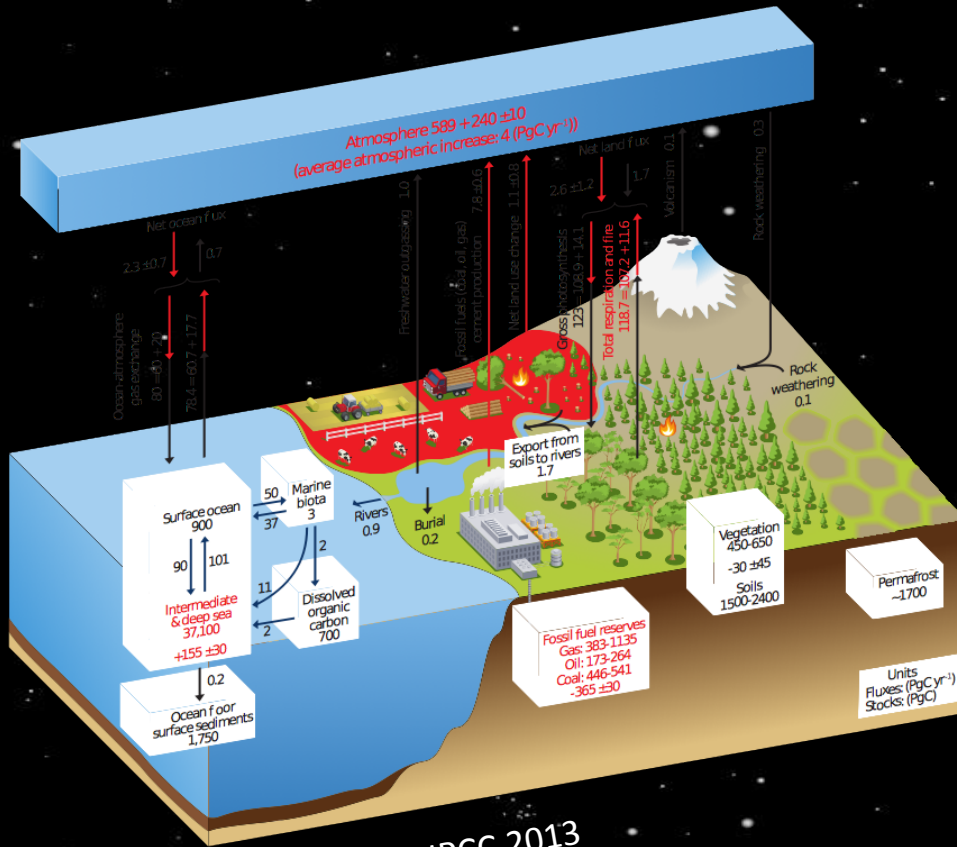 Atmosphere 589 + 240 ±10
(average atmospheric increase: 4 (PgC yr⁻¹))
Net ocean flux
2.3 ±0.7
0.7
Ocean-atmosphere
gas exchange
80 = 60 + 20
78.4 = 60.7 + 17.7
Freshwater outgassing 1.0
Fossil fuels (coal, oil, gas)
cement production 7.8 ±0.6
Net land use change 1.1 ±0.8
Net land flux
2.6 ±1.2
1.7
Gross photosynthesis
123 = 108.9 + 14.1
Total respiration and fire
118.7 = 107.2 + 11.6
Volcanism 0.1
Rock weathering 0.3
Rock
weathering
0.1
Export from
soils to rivers
1.7
Surface ocean
900
50
37
Marine
biota
3
Rivers
0.9
Burial
0.2
90
101
2
11
2
Intermediate
& deep sea
37,100
+155 ±30
Dissolved
organic
carbon
700
0.2
Ocean floor
surface sediments
1,750
Fossil fuel reserves
Gas: 383-1135
Oil: 173-264
Coal: 446-541
-365 ±30
Vegetation
450-650
-30 ±45
Soils
1500-2400
Permafrost
~1700
Units
Fluxes: (PgC yr⁻¹)
Stocks: (PgC)
IPCC 2013